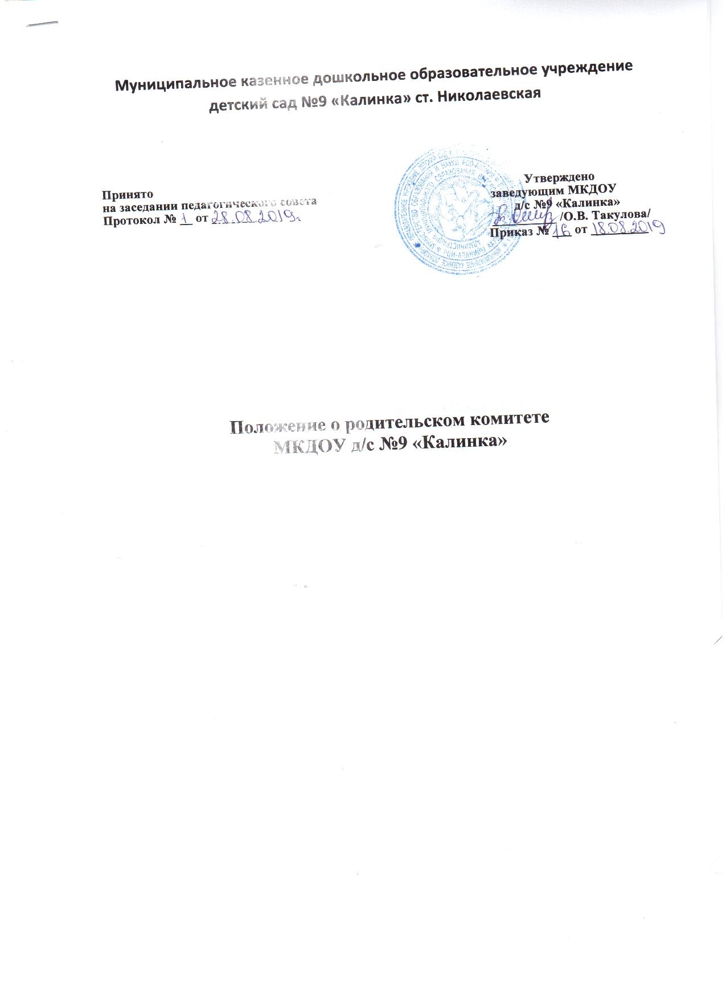 Муниципальное казенное дошкольное образовательное учреждение
детский сад №9 «Калинка» ст. Николаевская
Принято
на заседании педагогического совета
Протокол № 1 от 28.08.2019г
Утверждено
заведующим МКДОУ
д/с №9 «Калинка»
/О.В. Такулова/
Приказ № 16 от 18.08.2019
Положение о родительском комитете
МКДОУ д/с №9 «Калинка»